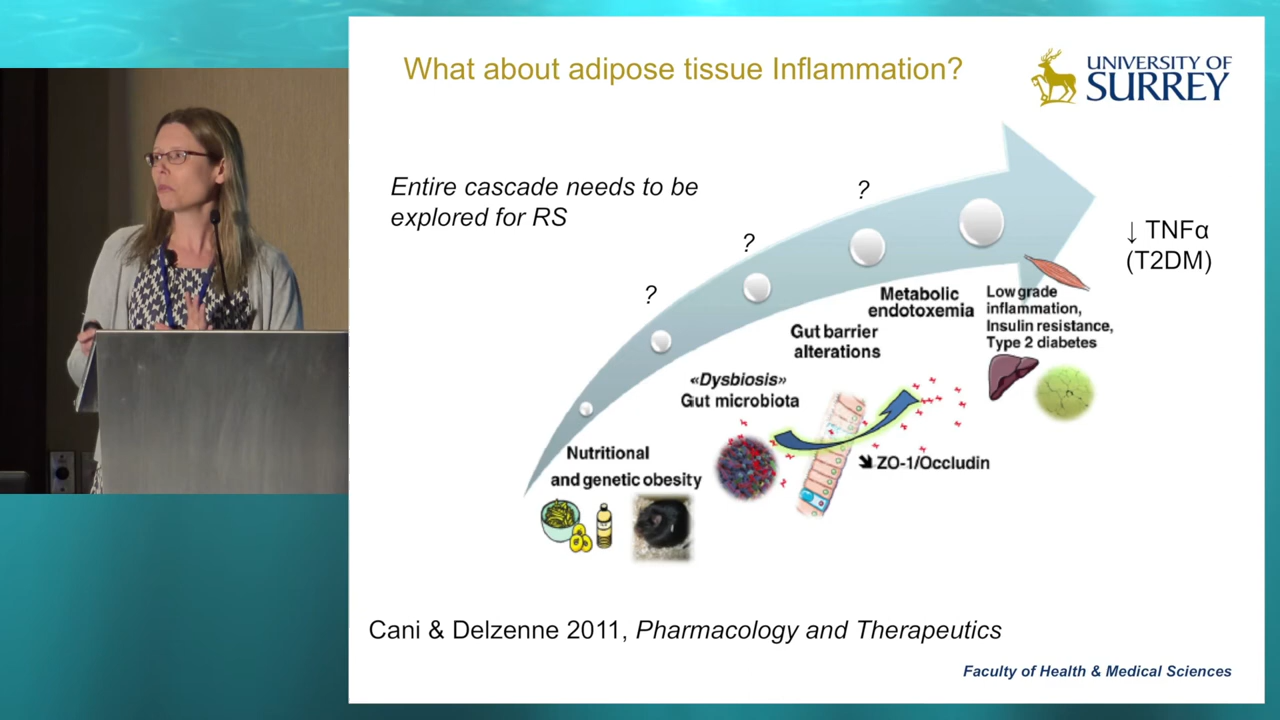 What about adipose tissue Inflammation?
UNIVERSITY OF
SURREY
Entire cascade needs to be
explored for RS
?
?
?
↓ TNFα
(T2DM)
Metabolic
endotoxemia
Low grade
inflammation,
Insulin resistance,
Type 2 diabetes
Gut barrier
alterations
«Dysbiosis»
Gut microbiota
Nutritional
and genetic obesity
↘ ZO-1/Occludin
Cani & Delzenne 2011, Pharmacology and Therapeutics
Faculty of Health & Medical Sciences